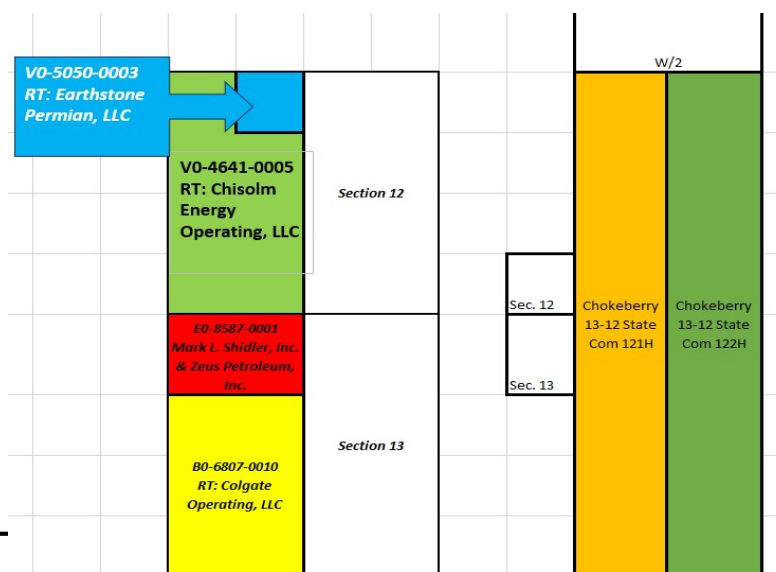 V0-5050-0003
RT: Earthstone
Permian, LLC
W/2
V0-4641-0005
RT: Chisolm
Energy
Operating, LLC
Section 12
E0-8587-0001
Mark L. Shidler, Inc.
& Zeus Petroleum,
Inc.
Section 13
B0-6807-0010
RT: Colgate
Operating, LLC
Sec. 12
Sec. 13
Chokeberry
13-12 State
Com 121H
Chokeberry
13-12 State
Com 122H